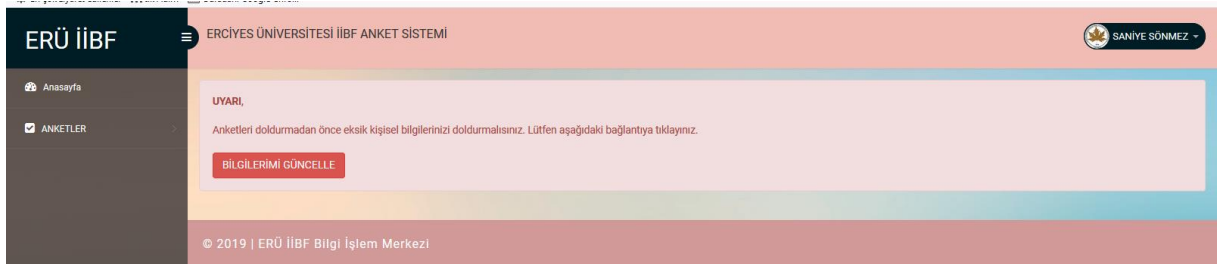 ERÜ İİBF
ERCİYES ÜNİVERSİTESİ İİBF ANKET SİSTEMİ
SANİYE SÖNMEZ
Anasayfa
ANKETLER
UYARI,
Anketleri doldurmadan önce eksik kişisel bilgilerinizi doldurmalısınız. Lütfen aşağıdaki bağlantıya tıklayınız.
BİLGİLERİMİ GÜNCELLE
© 2019 | ERÜ İİBF Bilgi İşlem Merkezi